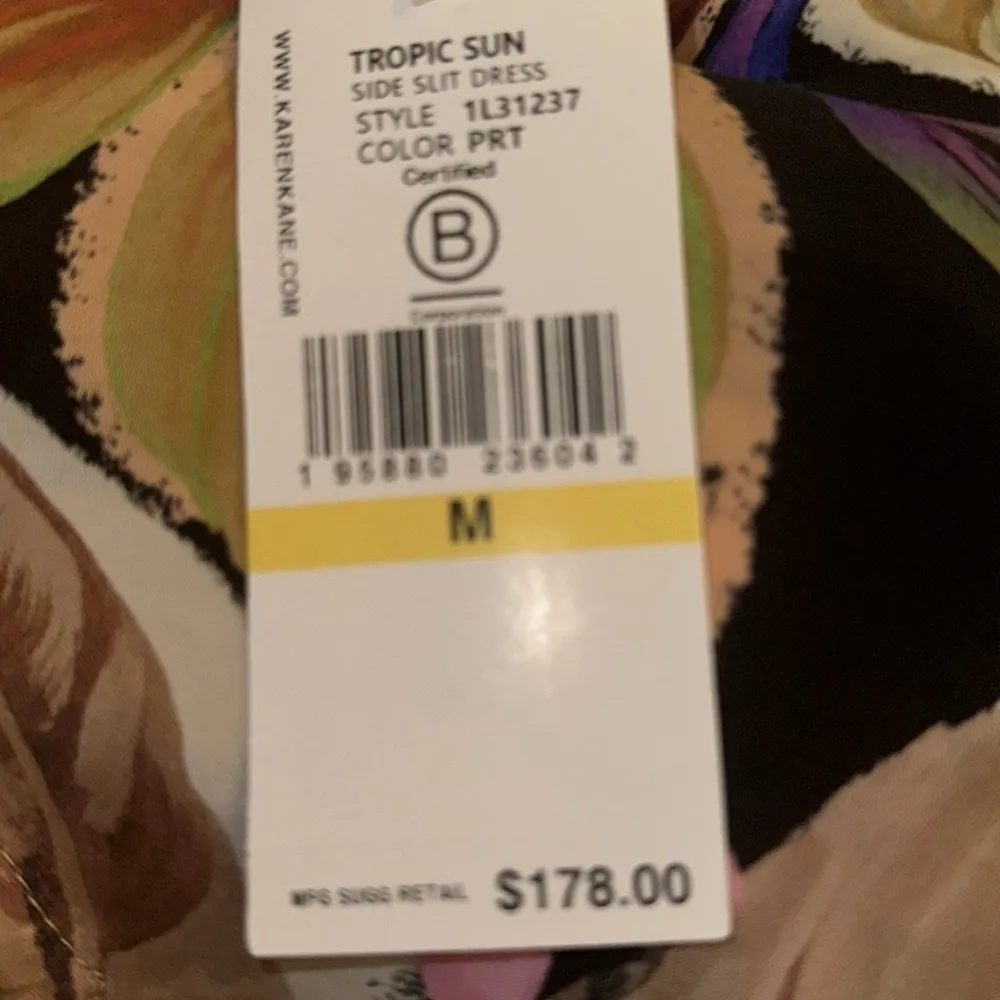 WWW.KARENKANE.COM
TROPIC SUN
SIDE SLIT DRESS
STYLE 1L31237
COLOR PRT
Certified
B
Corporation
1 95880 23604 2
M
MFG SUGG RETAIL $178.00